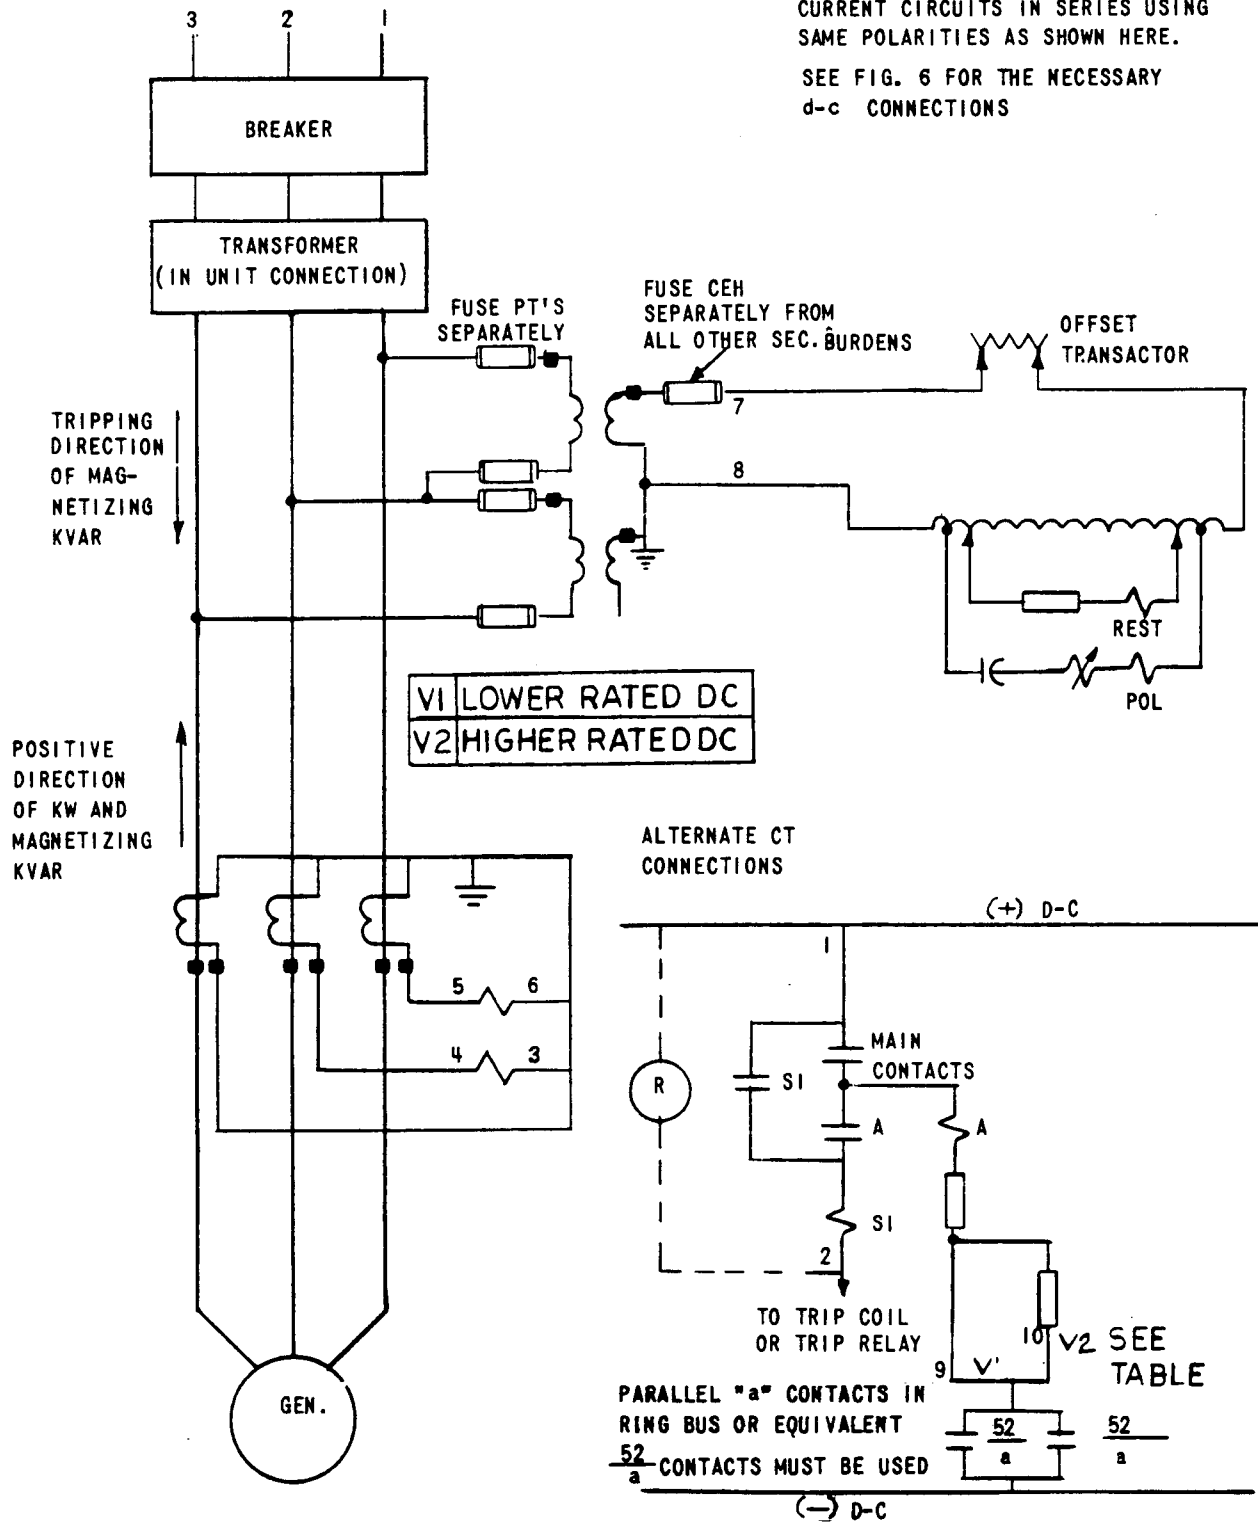 3 2 1
CURRENT CIRCUITS IN SERIES USING
SAME POLARITIES AS SHOWN HERE.
SEE FIG. 6 FOR THE NECESSARY
d-c CONNECTIONS
BREAKER
TRANSFORMER
(IN UNIT CONNECTION)
FUSE PT'S
SEPARATELY
FUSE CEH
SEPARATELY FROM
ALL OTHER SEC. BURDENS
OFFSET
TRANSACTOR
7
8
TRIPPING
DIRECTION
OF MAG-
NETIZING
KVAR
REST
POL
V1 LOWER RATED DC
V2 HIGHER RATED DC
POSITIVE
DIRECTION
OF KW AND
MAGNETIZING
KVAR
ALTERNATE CT
CONNECTIONS
(+) D-C
1
5 6
4 3
MAIN
CONTACTS
R
SI
A
A
SI
2
TO TRIP COIL
OR TRIP RELAY
10 V2 SEE
TABLE
9 V'
GEN.
PARALLEL "a" CONTACTS IN
RING BUS OR EQUIVALENT
52/a CONTACTS MUST BE USED
52/a
52/a
(-) D-C